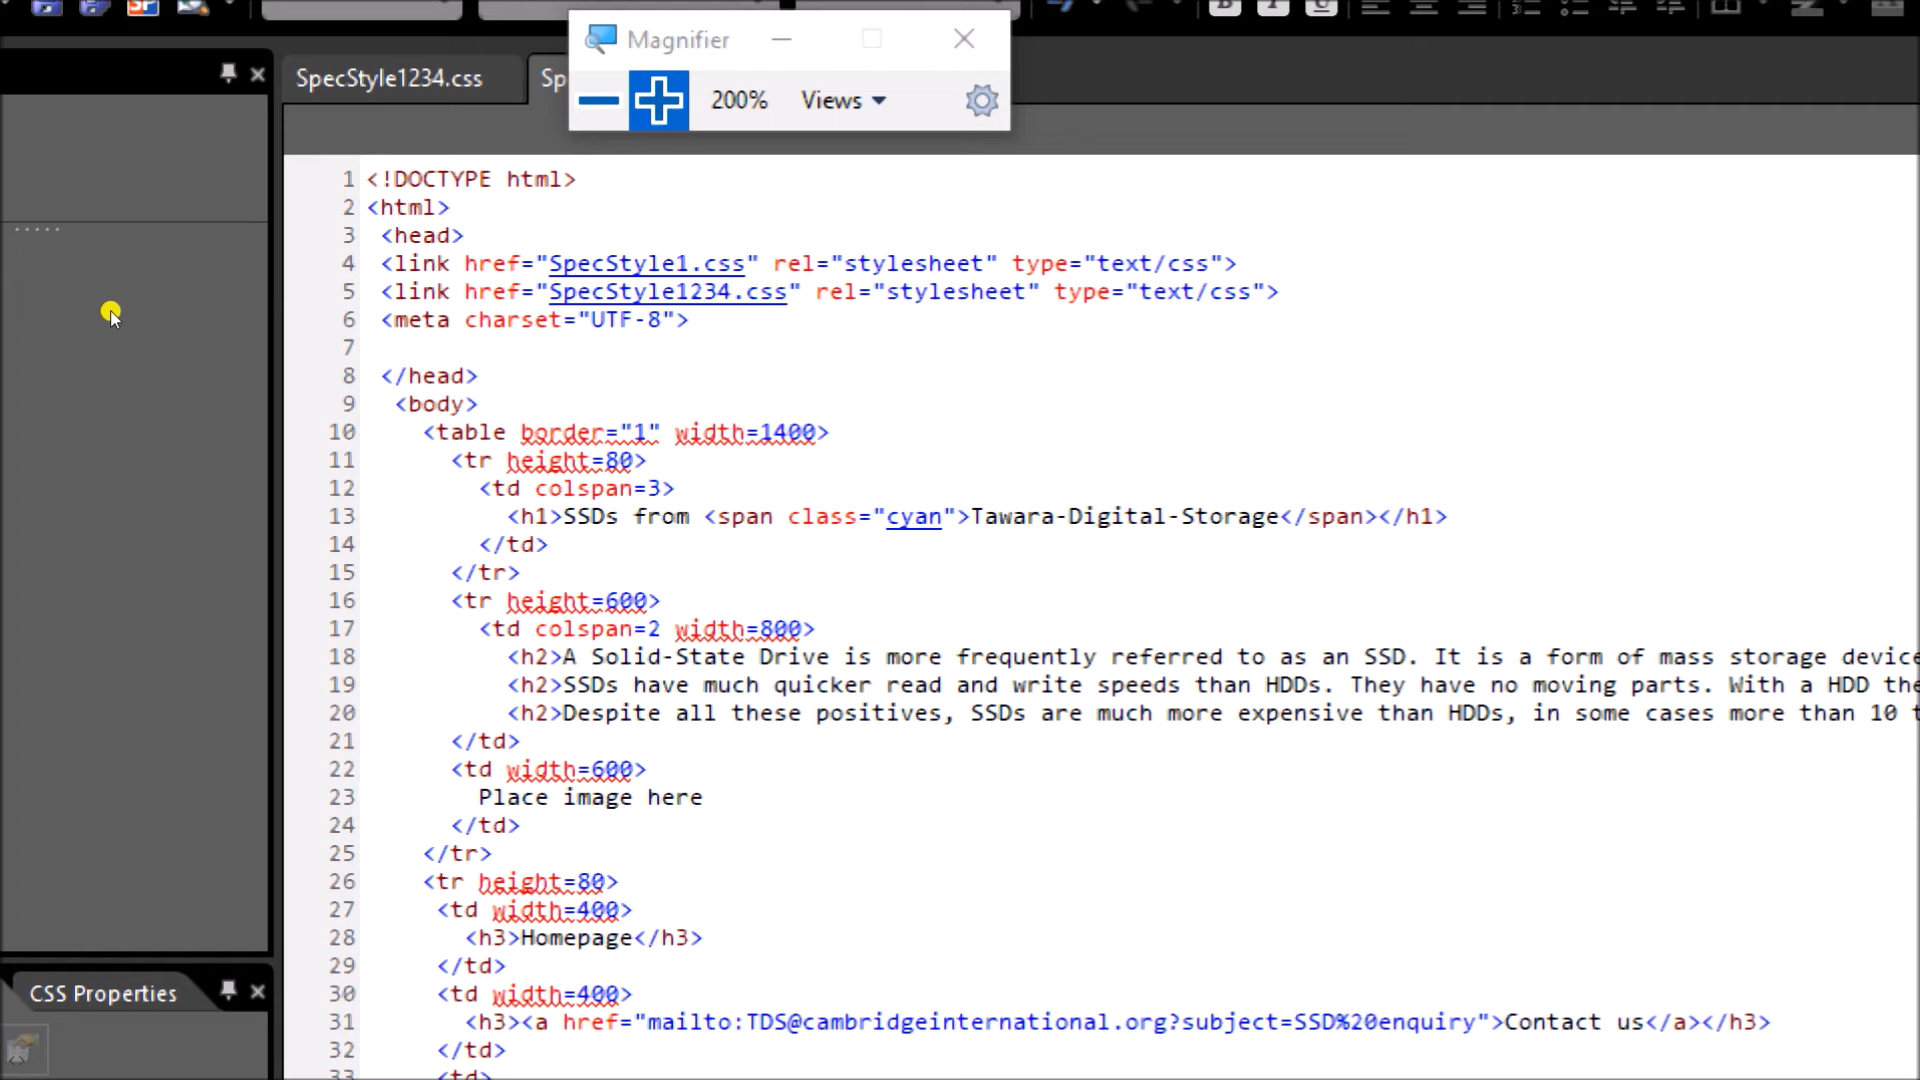 Magnifier
SpecStyle1234.css
Sp
200% Views
1 <!DOCTYPE html>
2 <html>
3 <head>
4 <link href="SpecStyle1.css" rel="stylesheet" type="text/css">
5 <link href="SpecStyle1234.css" rel="stylesheet" type="text/css">
6 <meta charset="UTF-8">
7
8 </head>
9 <body>
10 <table border="1" width=1400>
11 <tr height=80>
12 <td colspan=3>
13 <h1>SSDs from <span class="cyan">Tawara-Digital-Storage</span></h1>
14 </td>
15 </tr>
16 <tr height=600>
17 <td colspan=2 width=800>
18 <h2>A Solid-State Drive is more frequently referred to as an SSD. It is a form of mass storage device
19 <h2>SSDs have much quicker read and write speeds than HDDs. They have no moving parts. With a HDD the
20 <h2>Despite all these positives, SSDs are much more expensive than HDDs, in some cases more than 10 t
21 </td>
22 <td width=600>
23 Place image here
24 </td>
25 </tr>
26 <tr height=80>
27 <td width=400>
28 <h3>Homepage</h3>
29 </td>
30 <td width=400>
31 <h3><a href="mailto:TDS@cambridgeinternational.org?subject=SSD%20enquiry">Contact us</a></h3>
32 </td>
33 <td>
CSS Properties